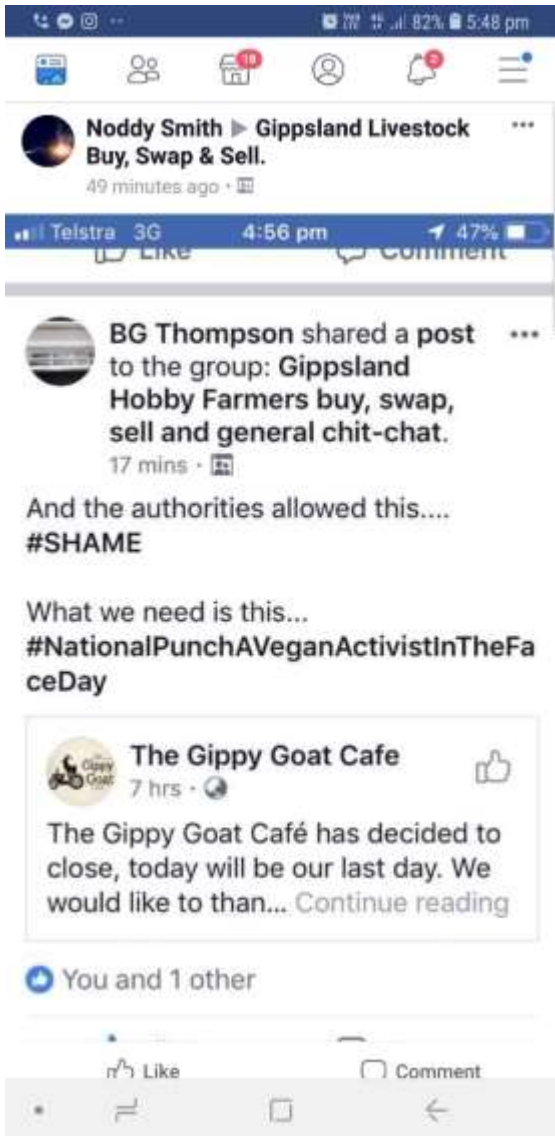 82% 5:48 pm
18
2
Noddy Smith ▶ Gippsland Livestock
Buy, Swap & Sell.
49 minutes ago ·
Telstra 3G 4:56 pm 47%
Like Comment
BG Thompson shared a post
to the group: Gippsland
Hobby Farmers buy, swap,
sell and general chit-chat.
17 mins ·
And the authorities allowed this....
#SHAME
What we need is this...
#NationalPunchAVeganActivistInTheFa
ceDay
The Gippy Goat Cafe
7 hrs ·
The Gippy Goat Café has decided to
close, today will be our last day. We
would like to than... Continue reading
You and 1 other
Like Comment